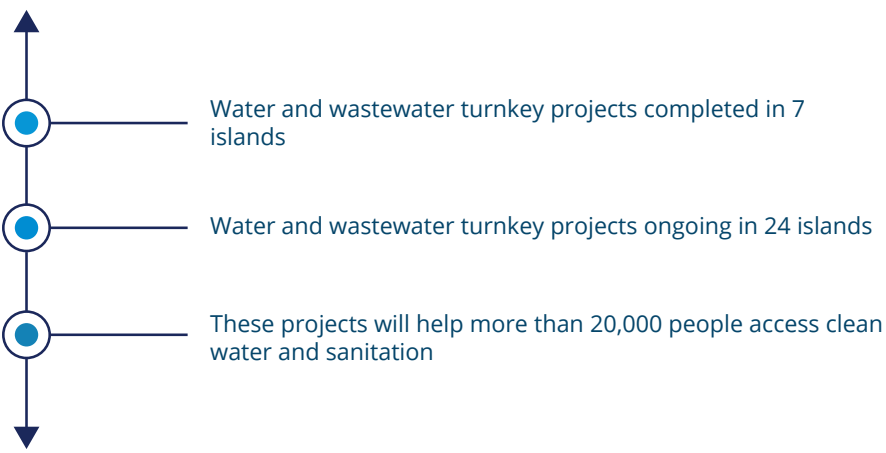 Water and wastewater turnkey projects completed in 7
islands
Water and wastewater turnkey projects ongoing in 24 islands
These projects will help more than 20,000 people access clean
water and sanitation